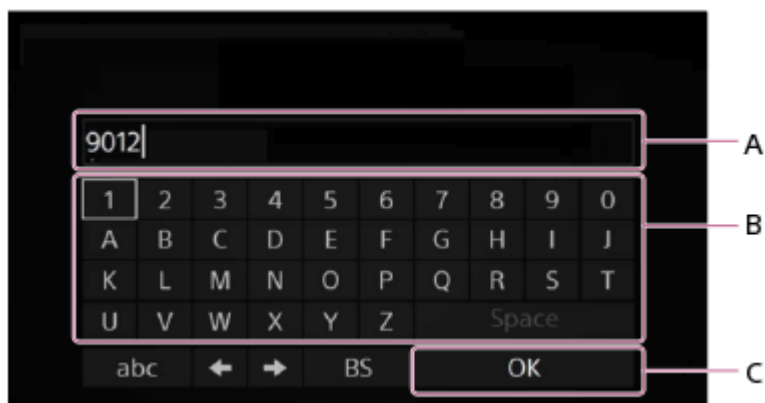 9012
A
1 2 3 4 5 6 7 8 9 0
B
A B C D E F G H I J
K L M N O P Q R S T
U V W X Y Z Space
abc ← → BS OK
C